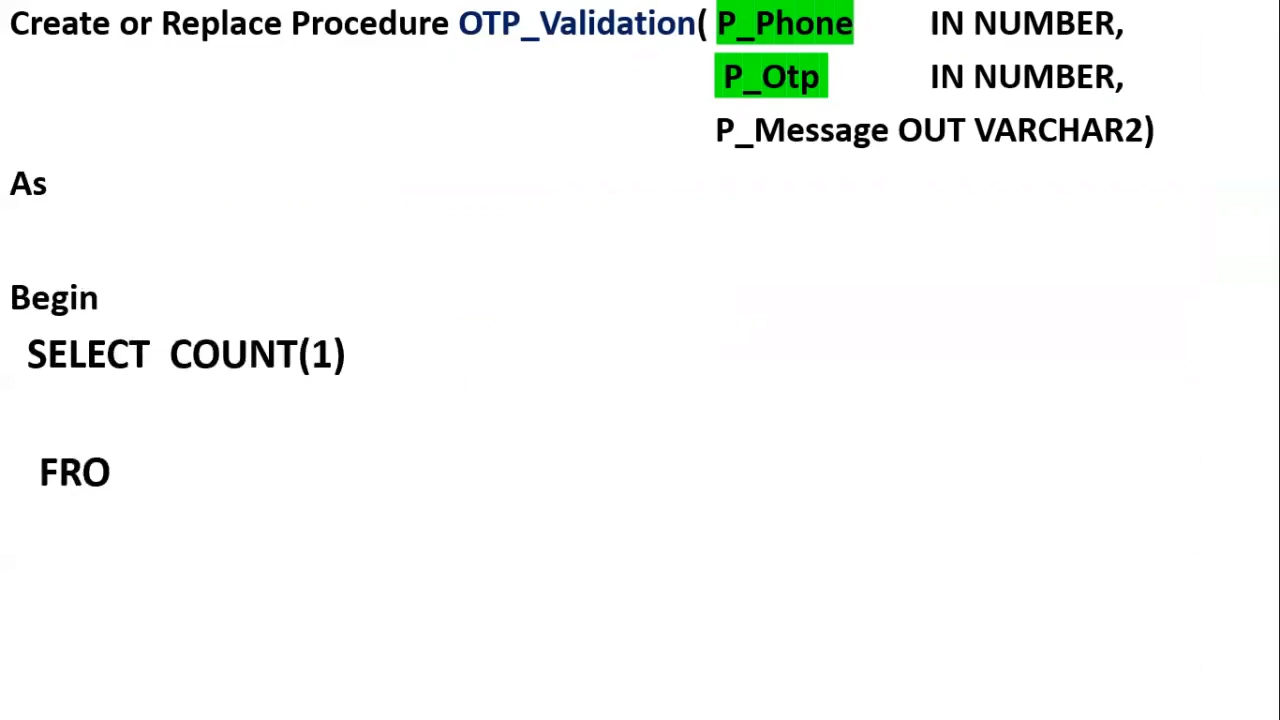 Create or Replace Procedure OTP_Validation( P_Phone IN NUMBER,
P_Otp IN NUMBER,
P_Message OUT VARCHAR2)
As
Begin
SELECT COUNT(1)
FRO